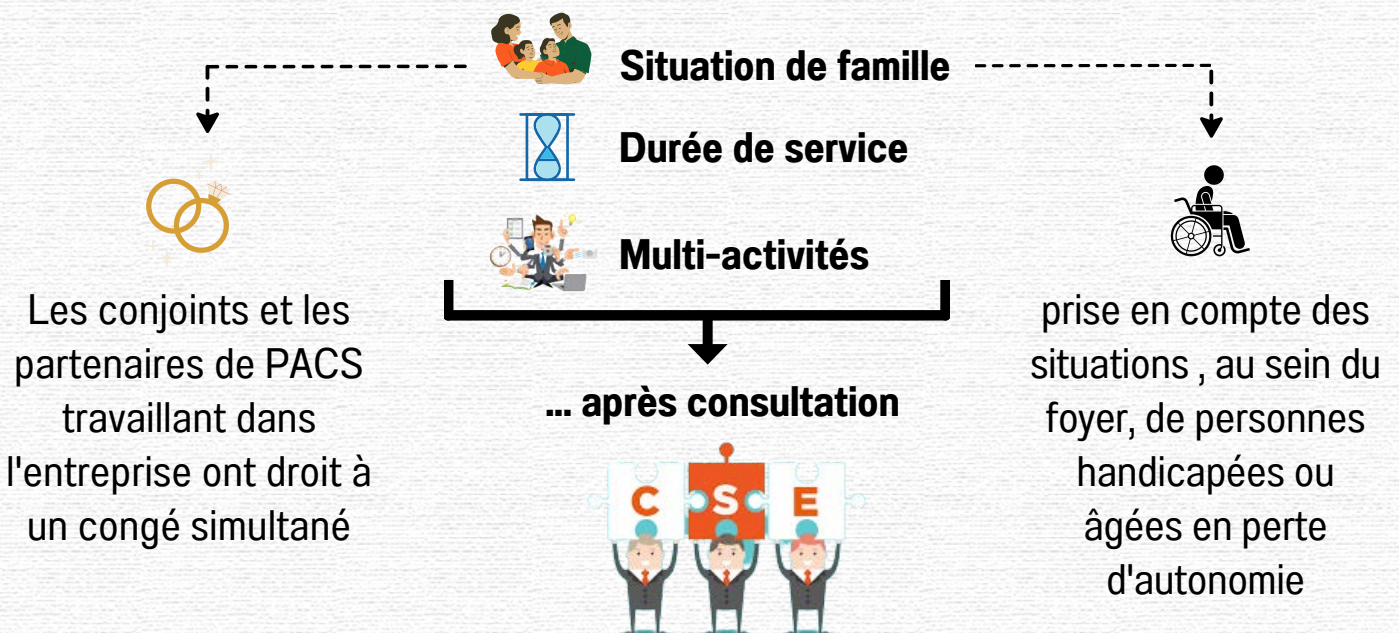 Situation de famille
Durée de service
Multi-activités
Les conjoints et les
partenaires de PACS
travaillant dans
l'entreprise ont droit à
un congé simultané
... après consultation
C S E
prise en compte des
situations , au sein du
foyer, de personnes
handicapées ou
âgées en perte
d'autonomie